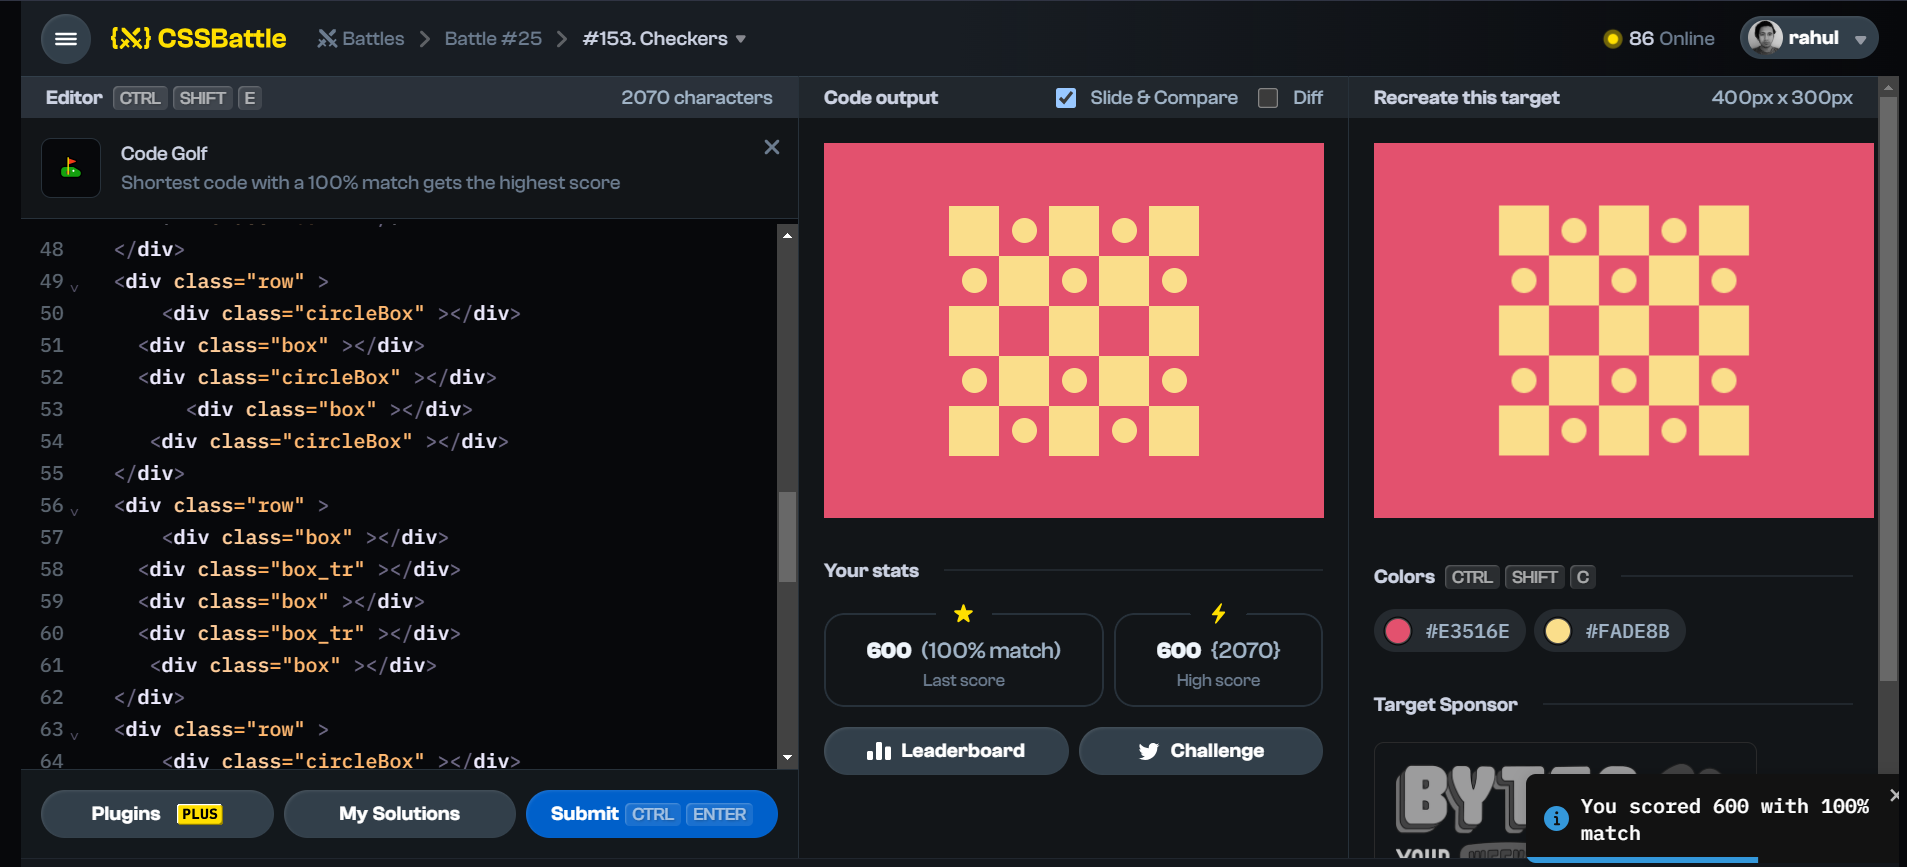 {X} CSSBattle
Battles > Battle #25 > #153. Checkers
86 Online
rahul
Editor CTRL SHIFT E
2070 characters
Code Golf
Shortest code with a 100% match gets the highest score
48 </div>
49 <div class="row" >
50 <div class="circleBox" ></div>
51 <div class="box" ></div>
52 <div class="circleBox" ></div>
53 <div class="box" ></div>
54 <div class="circleBox" ></div>
55 </div>
56 <div class="row" >
57 <div class="box" ></div>
58 <div class="box_tr" ></div>
59 <div class="box" ></div>
60 <div class="box_tr" ></div>
61 <div class="box" ></div>
62 </div>
63 <div class="row" >
64 <div class="circleBox" ></div>
Plugins PLUS
My Solutions
Submit CTRL ENTER
Code output
Slide & Compare
Diff
Your stats
600 (100% match)
Last score
600 {2070}
High score
Leaderboard
Challenge
Recreate this target
400px x 300px
Colors CTRL SHIFT C
#E3516E
#FADE8B
Target Sponsor
YOUR
You scored 600 with 100%
match